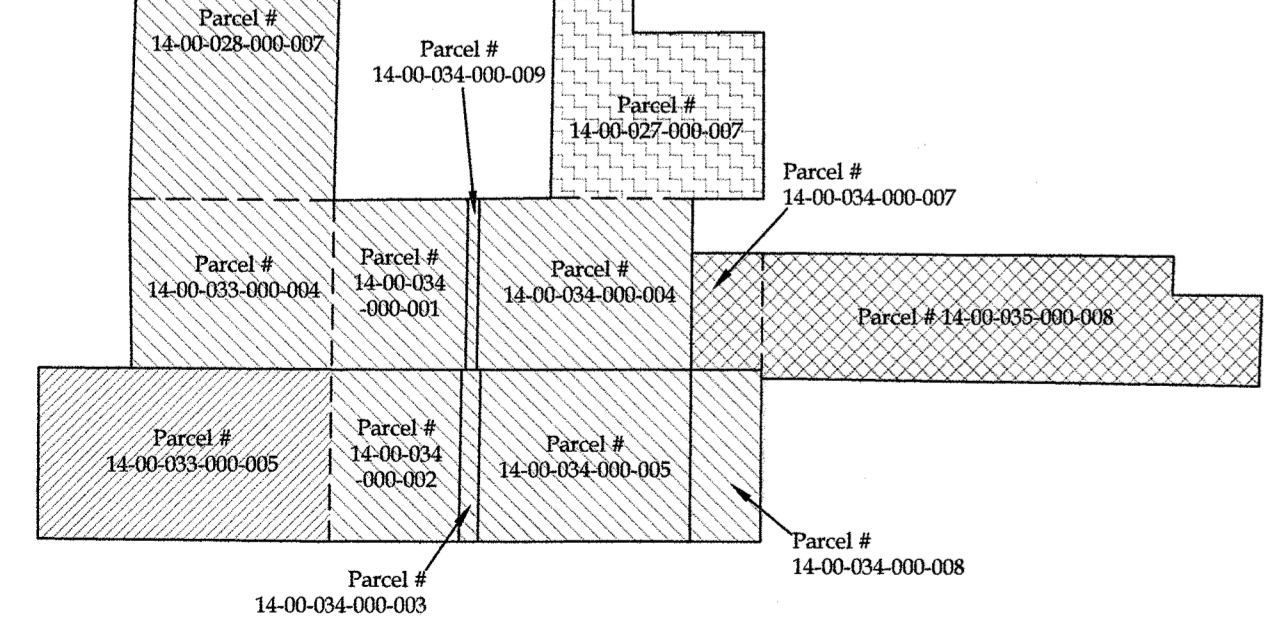 Parcel #
14-00-028-000-007
Parcel #
14-00-034-000-009
Parcel #
14-00-027-000-007
Parcel #
14-00-034-000-007
Parcel #
14-00-033-000-004
Parcel #
14-00-034
-000-001
Parcel #
14-00-034-000-004
Parcel # 14-00-035-000-008
Parcel #
14-00-033-000-005
Parcel #
14-00-034
-000-002
Parcel #
14-00-034-000-005
Parcel #
14-00-034-000-008
Parcel #
14-00-034-000-003